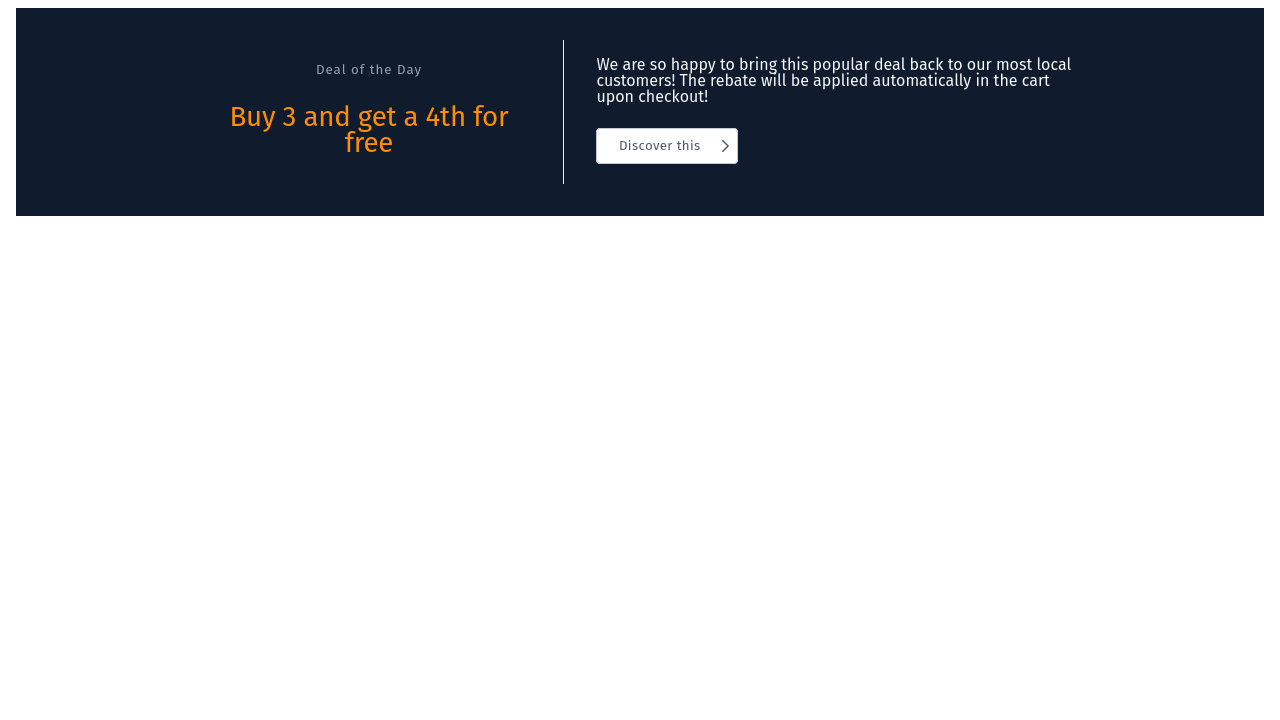 Deal of the Day
Buy 3 and get a 4th for
free
We are so happy to bring this popular deal back to our most local
customers! The rebate will be applied automatically in the cart
upon checkout!
Discover this